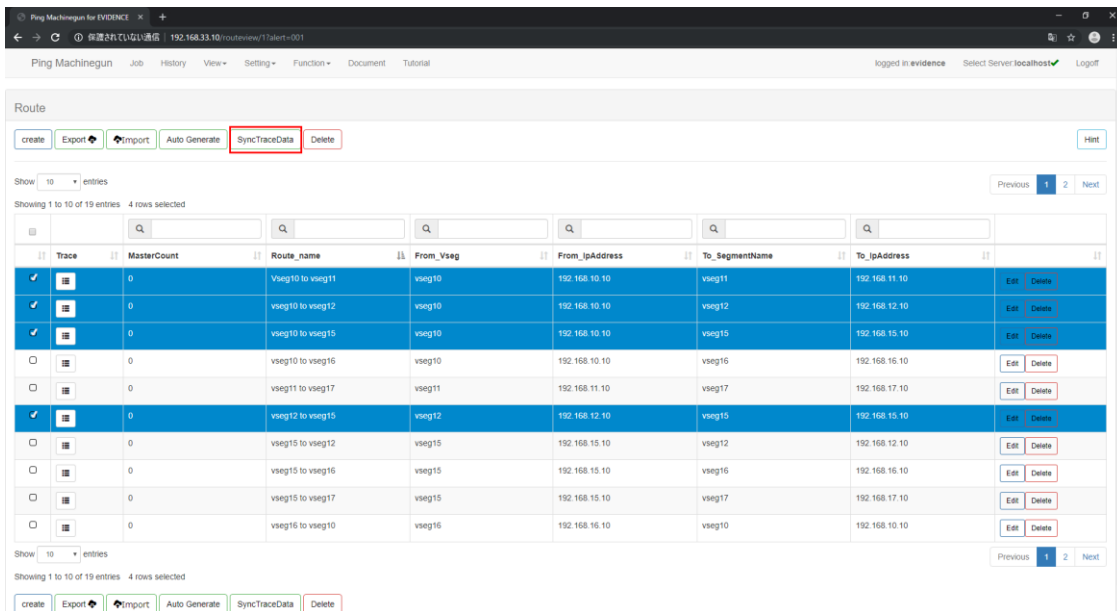 Ping Machinegun for EVIDENCE
保護されていない通信 | 192.168.33.10/routeview/1?alert=001
Ping Machinegun Job History View Setting Function Document Tutorial logged in:evidence Select Server:localhost Logoff
Route
create Export Import Auto Generate SyncTraceData Delete Hint
Show 10 entries Previous 1 2 Next
Showing 1 to 10 of 19 entries 4 rows selected
Trace MasterCount Route_name From_Vseg From_IpAddress To_SegmentName To_IpAddress
0 Vseg10 to vseg11 vseg10 192.168.10.10 vseg11 192.168.11.10 Edit Delete
0 vseg10 to vseg12 vseg10 192.168.10.10 vseg12 192.168.12.10 Edit Delete
0 vseg10 to vseg15 vseg10 192.168.10.10 vseg15 192.168.15.10 Edit Delete
0 vseg10 to vseg16 vseg10 192.168.10.10 vseg16 192.168.16.10 Edit Delete
0 vseg11 to vseg17 vseg11 192.168.11.10 vseg17 192.168.17.10 Edit Delete
0 vseg12 to vseg15 vseg12 192.168.12.10 vseg15 192.168.15.10 Edit Delete
0 vseg15 to vseg12 vseg15 192.168.15.10 vseg12 192.168.12.10 Edit Delete
0 vseg15 to vseg16 vseg15 192.168.15.10 vseg16 192.168.16.10 Edit Delete
0 vseg15 to vseg17 vseg15 192.168.15.10 vseg17 192.168.17.10 Edit Delete
0 vseg16 to vseg10 vseg16 192.168.16.10 vseg10 192.168.10.10 Edit Delete
Show 10 entries Previous 1 2 Next
Showing 1 to 10 of 19 entries 4 rows selected
create Export Import Auto Generate SyncTraceData Delete